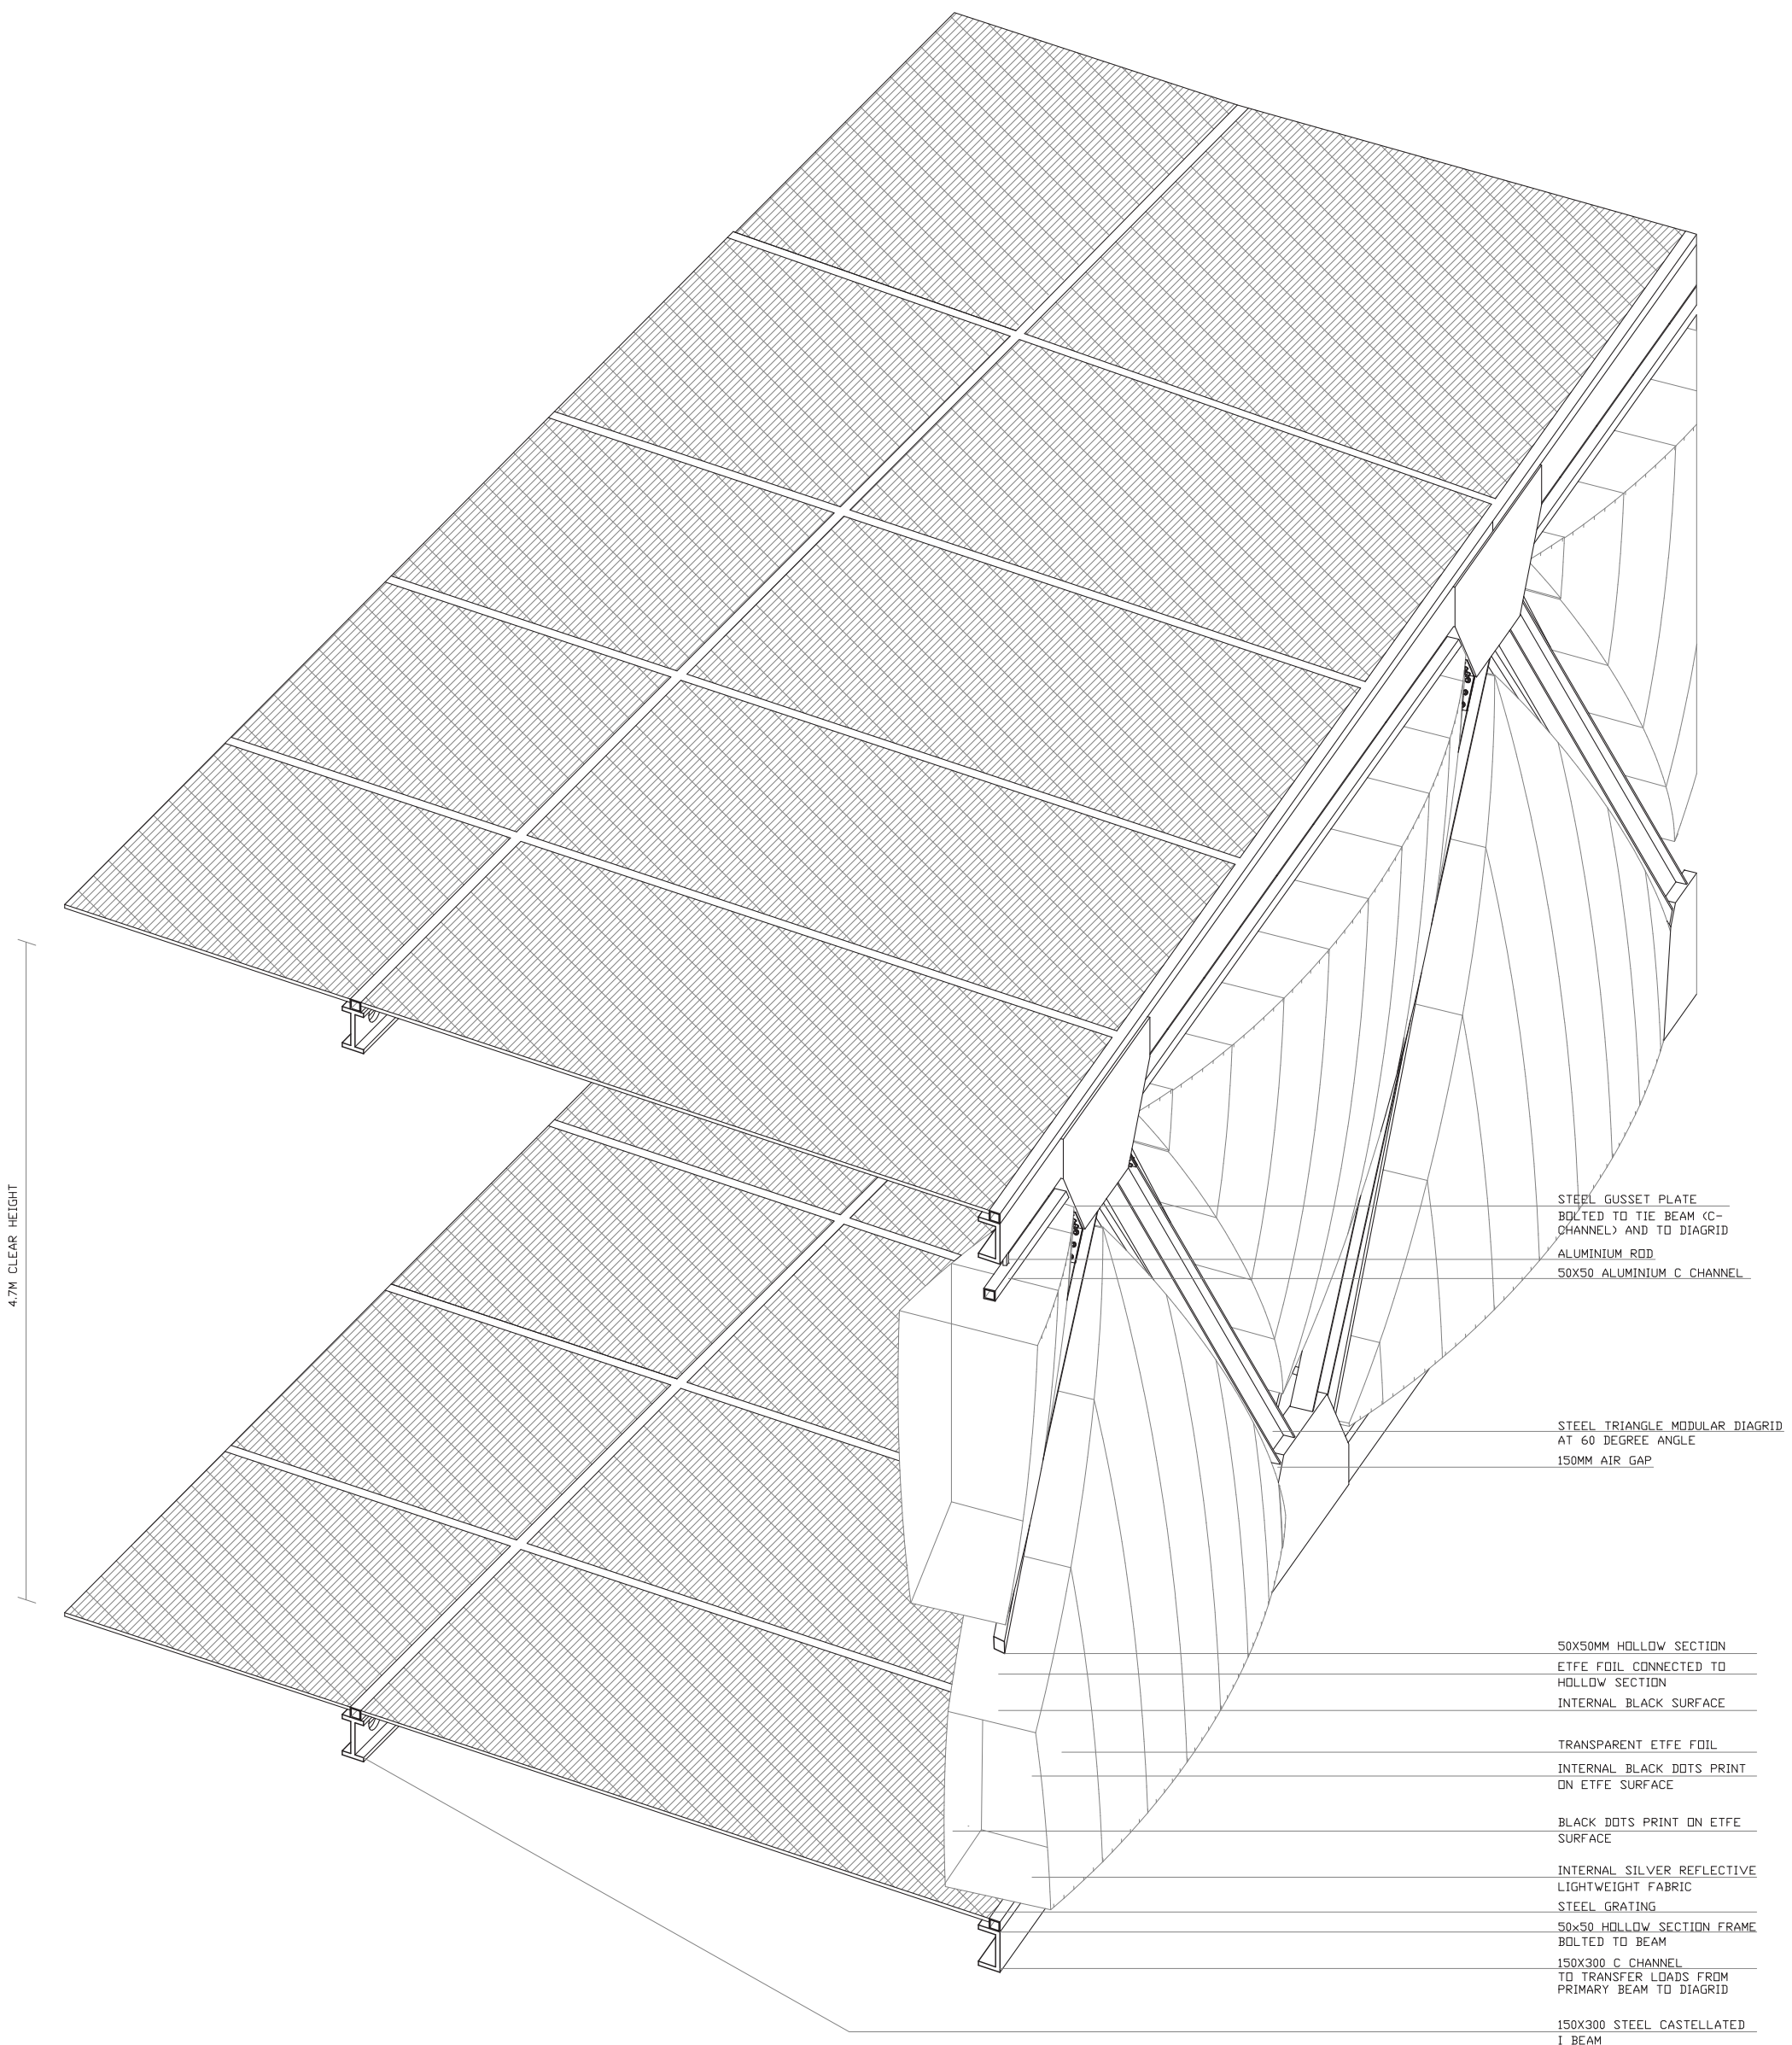 4.7M CLEAR HEIGHT
STEEL GUSSET PLATE
BOLTED TO TIE BEAM (C-
CHANNEL) AND TO DIAGRID
ALUMINIUM ROD
50X50 ALUMINIUM C CHANNEL
STEEL TRIANGLE MODULAR DIAGRID
AT 60 DEGREE ANGLE
150MM AIR GAP
50X50MM HOLLOW SECTION
ETFE FOIL CONNECTED TO
HOLLOW SECTION
INTERNAL BLACK SURFACE
TRANSPARENT ETFE FOIL
INTERNAL BLACK DOTS PRINT
ON ETFE SURFACE
BLACK DOTS PRINT ON ETFE
SURFACE
INTERNAL SILVER REFLECTIVE
LIGHTWEIGHT FABRIC
STEEL GRATING
50x50 HOLLOW SECTION FRAME
BOLTED TO BEAM
150X300 C CHANNEL
TO TRANSFER LOADS FROM
PRIMARY BEAM TO DIAGRID
150X300 STEEL CASTELLATED
I BEAM